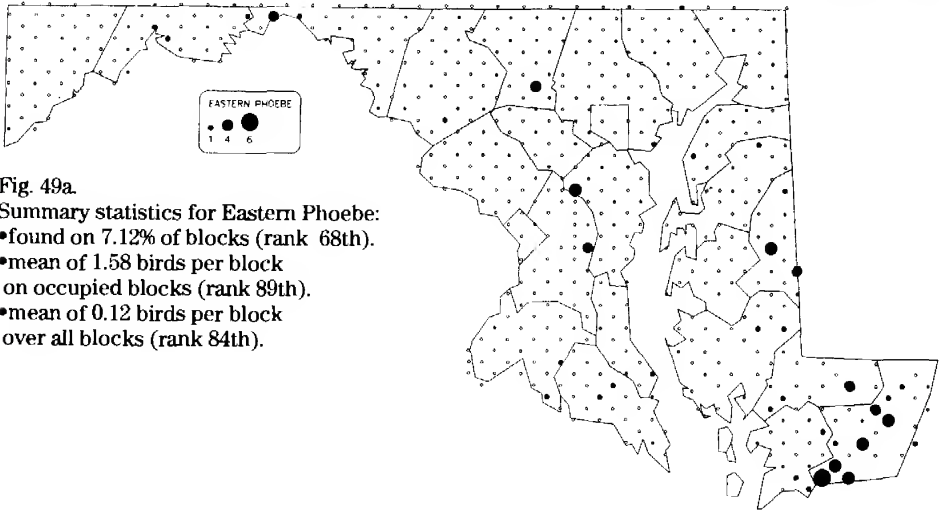 EASTERN PHOEBE
1 4 6
Fig. 49a.
Summary statistics for Eastern Phoebe:
•found on 7.12% of blocks (rank 68th).
•mean of 1.58 birds per block
on occupied blocks (rank 89th).
•mean of 0.12 birds per block
over all blocks (rank 84th).